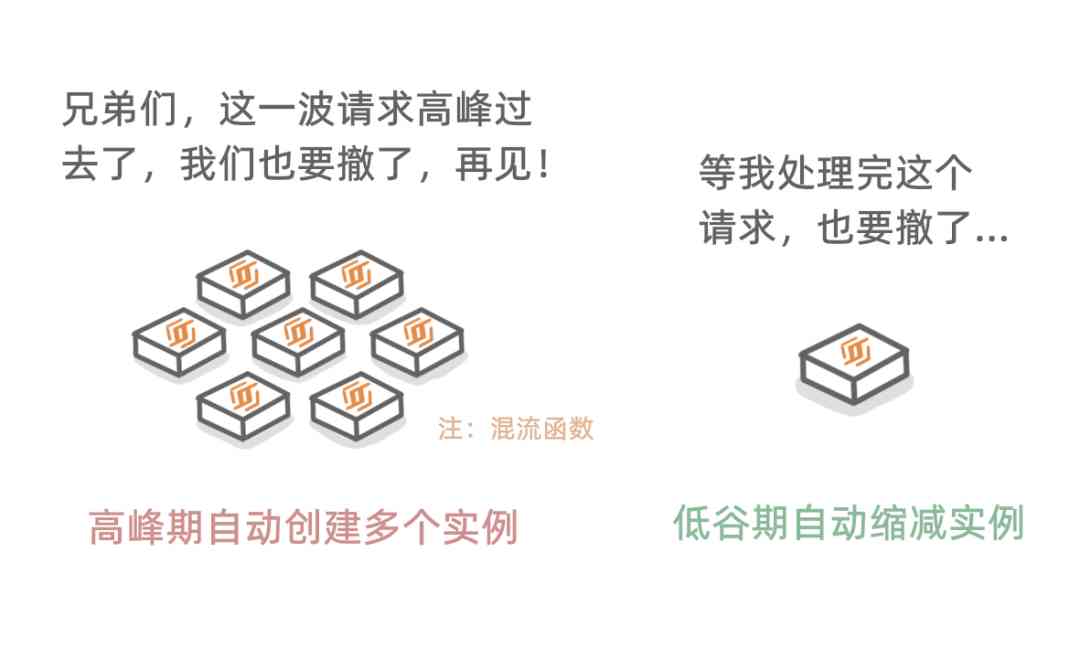 兄弟们，这一波请求高峰过
去了，我们也要撤了，再见！
等我处理完这个
请求，也要撤了...
注：混流函数
高峰期自动创建多个实例
低谷期自动缩减实例